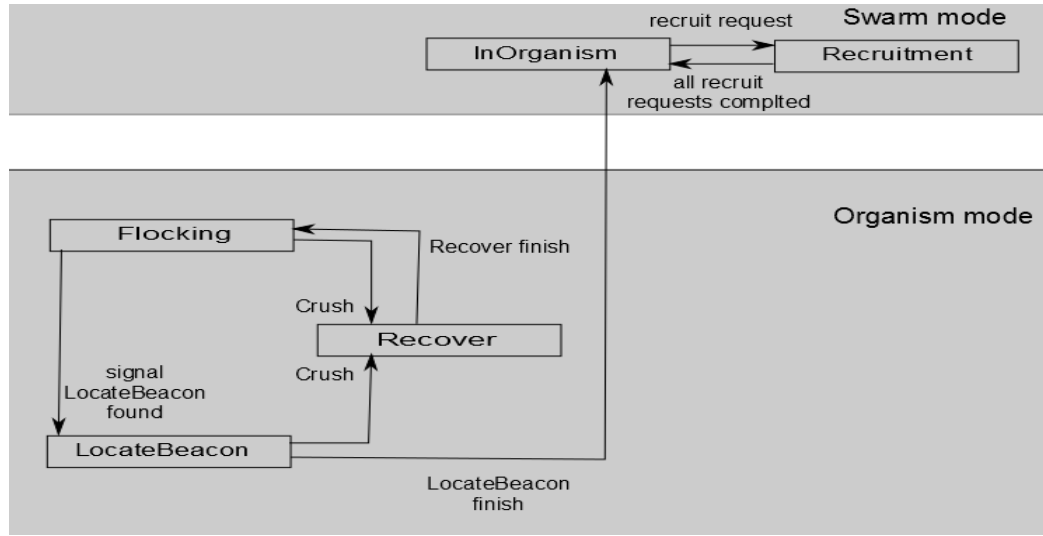 Swarm mode
recruit request
InOrganism
Recruitment
all recruit
requests complted
Organism mode
Flocking
Recover finish
Crush
Recover
Crush
signal
LocateBeacon
found
LocateBeacon
LocateBeacon
finish